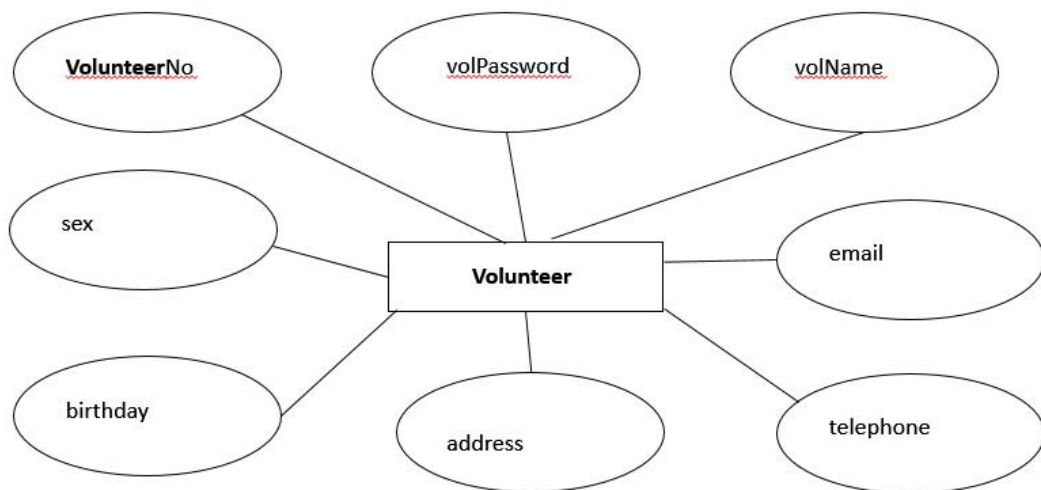 VolunteerNo
volPassword
volName
sex
email
Volunteer
birthday
address
telephone